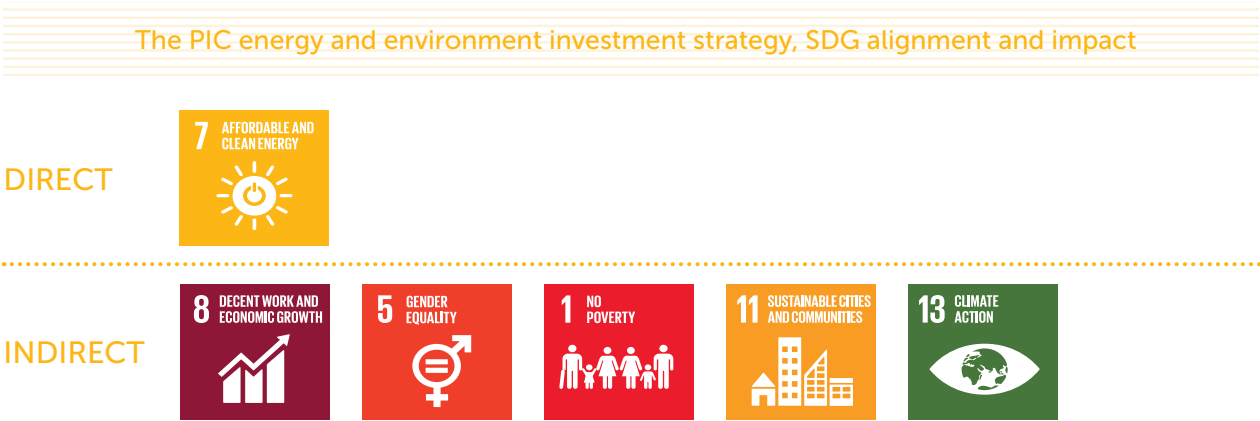 The PIC energy and environment investment strategy, SDG alignment and impact
DIRECT
7 AFFORDABLE AND
CLEAN ENERGY
INDIRECT
8 DECENT WORK AND
ECONOMIC GROWTH
5 GENDER
EQUALITY
1 NO
POVERTY
11 SUSTAINABLE CITIES
AND COMMUNITIES
13 CLIMATE
ACTION